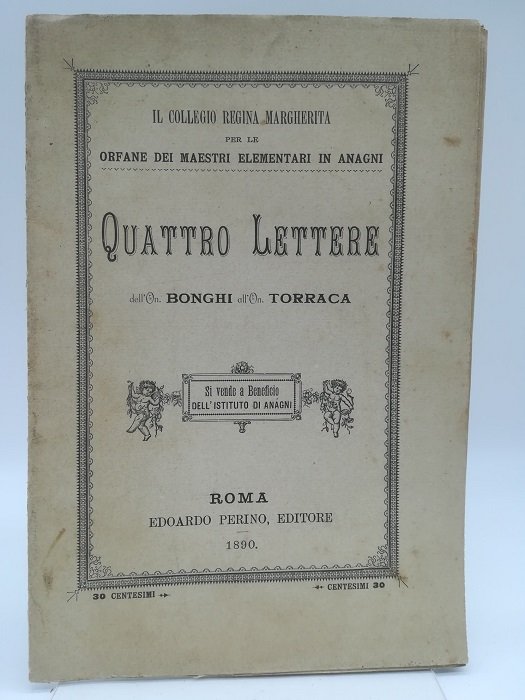 IL COLLEGIO REGINA MARGHERITA
PER LE
ORFANE DEI MAESTRI ELEMENTARI IN ANAGNI
QUATTRO LETTERE
dell'On. BONGHI all'On. TORRACA
Si vende a Beneficio
DELL'ISTITUTO DI ANAGNI
ROMA
EDOARDO PERINO, EDITORE
1890.
30 CENTESIMI
CENTESIMI 30